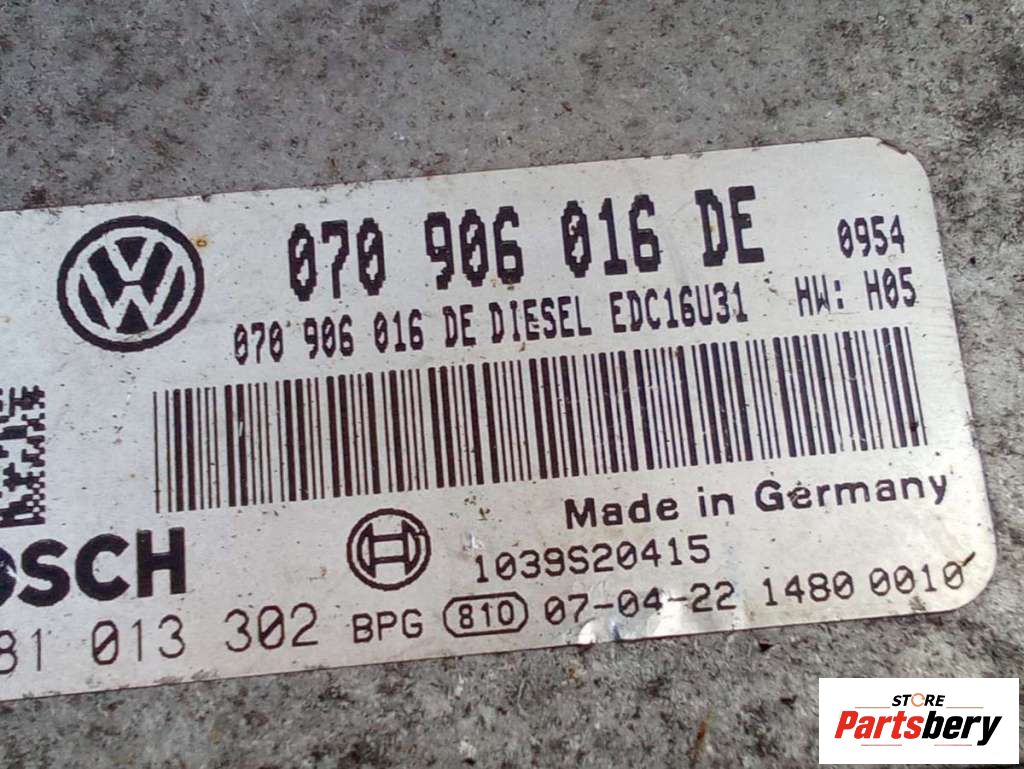 070 906 016 DE 0954
070 906 016 DE DIESEL EDC16U31 HW: H05
Made in Germany
OSCH
1039S20415
81 013 302 BPG 810 07-04-22 1480 0010
STORE
Partsbery